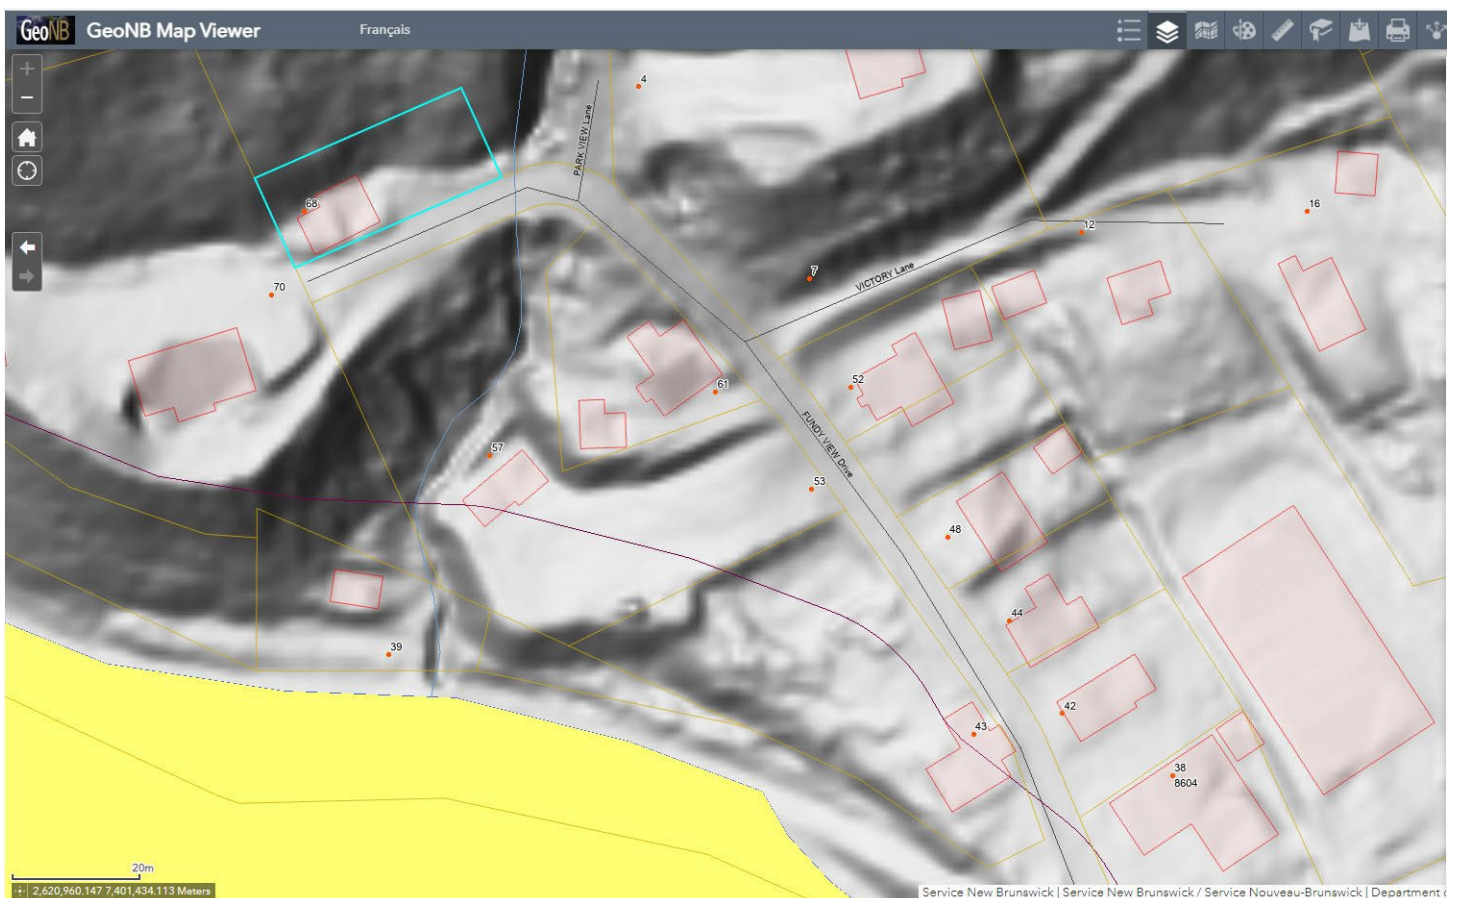 GeoNB GeoNB Map Viewer Français
4
PARK VIEW Lane
68
16
12
7
VICTORY Lane
70
61
52
FUNDY VIEW Drive
57
53
48
44
39
42
43
38
8604
20m
2,620,960.147 7,401,434.113 Meters
Service New Brunswick | Service New Brunswick / Service Nouveau-Brunswick | Department